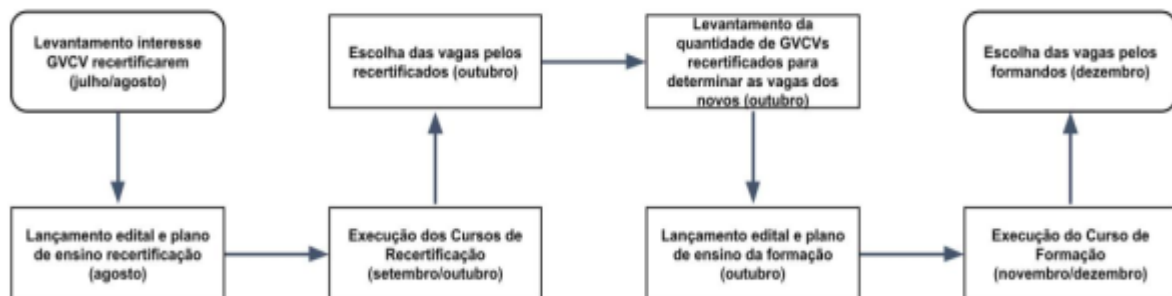 Levantamento interesse
GVCV recertificarem
(julho/agosto)
Lançamento edital e plano
de ensino recertificação
(agosto)
Execução dos Cursos de
Recertificação
(setembro/outubro)
Escolha das vagas pelos
recertificados (outubro)
Levantamento da
quantidade de GVCVs
recertificados para
determinar as vagas dos
novos (outubro)
Lançamento edital e plano
de ensino da formação
(outubro)
Execução do Curso de
Formação
(novembro/dezembro)
Escolha das vagas pelos
formandos (dezembro)